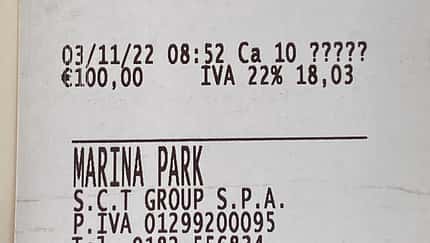 03/11/22 08:52 Ca 10 ?????
€100,00 IVA 22% 18,03
MARINA PARK
S.C.T GROUP S.P.A.
P.IVA 01299200095